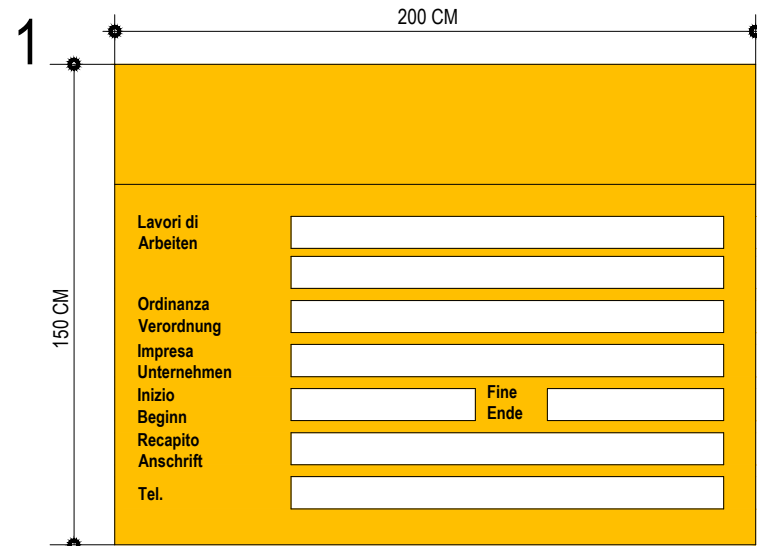 1
200 CM
150 CM
Lavori di
Arbeiten
Ordinanza
Verordnung
Impresa
Unternehmen
Inizio
Beginn
Fine
Ende
Recapito
Anschrift
Tel.